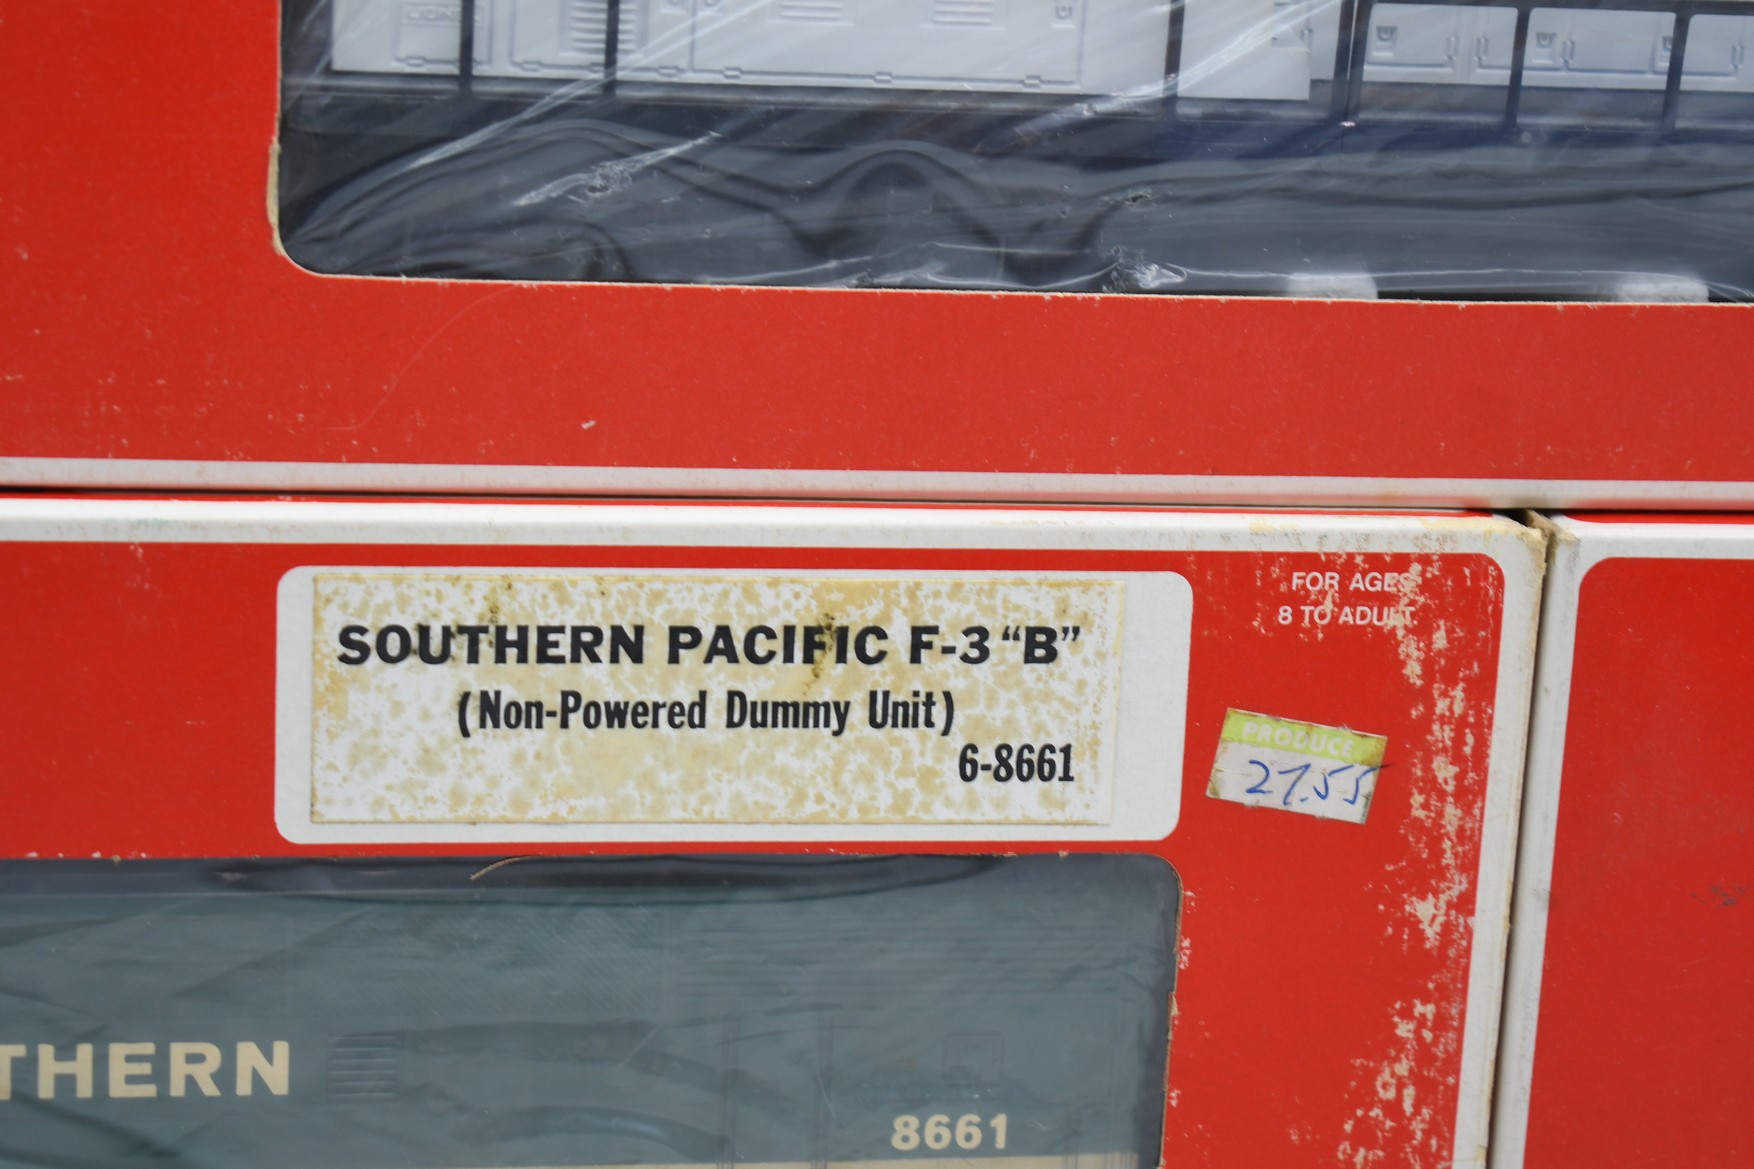 LIONEL
SOUTHERN PACIFIC F-3 "B"
(Non-Powered Dummy Unit)
6-8661
FOR AGES
8 TO ADULT.
PRODUCE
27.55
THERN
8661